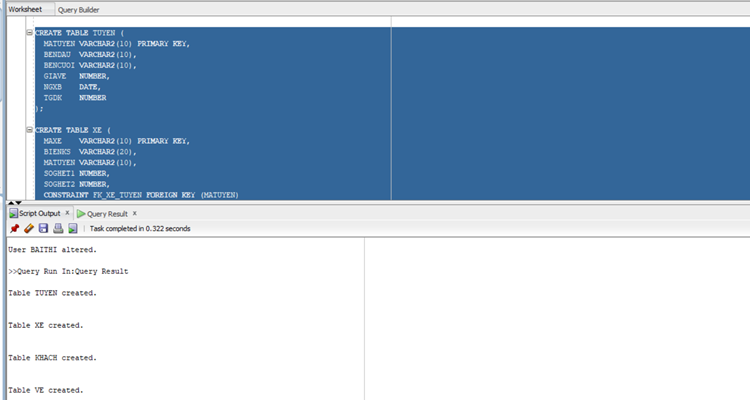 Worksheet Query Builder
CREATE TABLE TUYEN (
MATUYEN VARCHAR2(10) PRIMARY KEY,
BENDAU VARCHAR2(10),
BENCUOI VARCHAR2(10),
GIAVE NUMBER,
NGXB DATE,
TGDK NUMBER
);
CREATE TABLE XE (
MAXE VARCHAR2(10) PRIMARY KEY,
BIENKS VARCHAR2(20),
MATUYEN VARCHAR2(10),
SOGHET1 NUMBER,
SOGHET2 NUMBER,
CONSTRAINT FK_XE_TUYEN FOREIGN KEY (MATUYEN)
Script Output x Query Result x
Task completed in 0.322 seconds
User BAITHI altered.
>>Query Run In:Query Result
Table TUYEN created.
Table XE created.
Table KHACH created.
Table VE created.